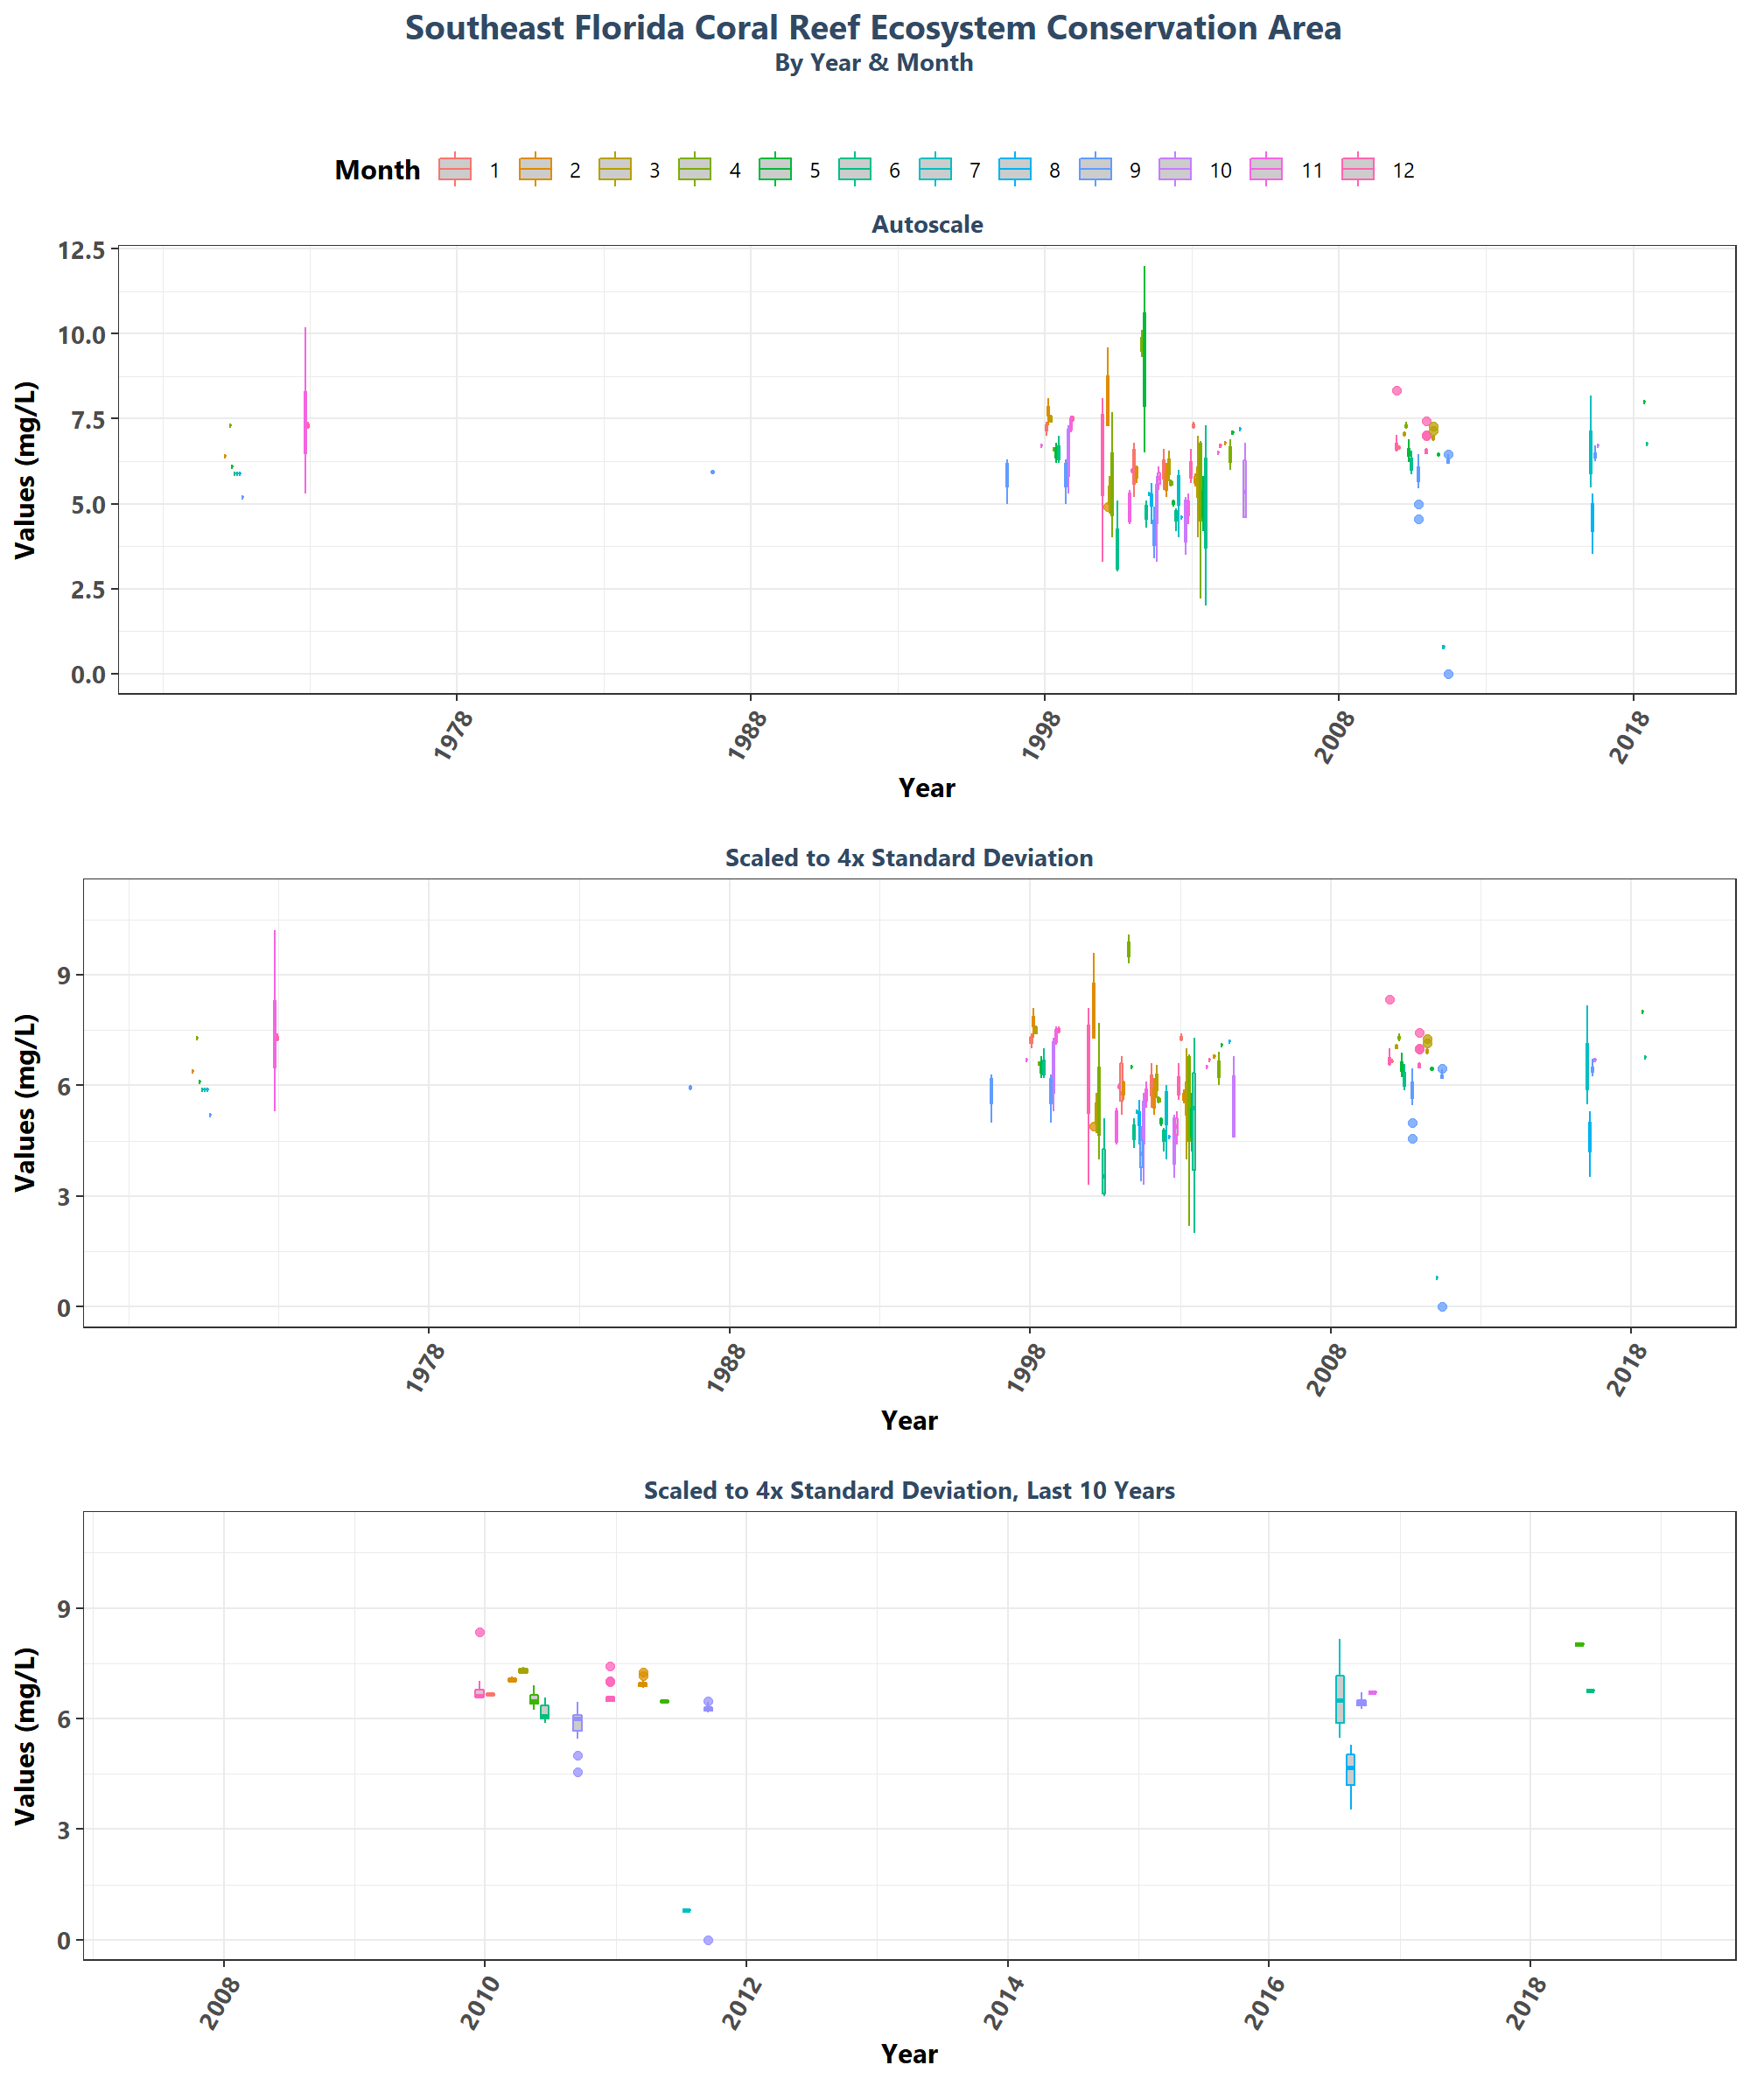 Southeast Florida Coral Reef Ecosystem Conservation Area
By Year & Month
Month 1 2 3 4 5 6 7 8 9 10 11 12
Autoscale
12.5
10.0
7.5
5.0
2.5
0.0
Values (mg/L)
1978 1988 1998 2008 2018
Year
Scaled to 4x Standard Deviation
9
6
3
0
Values (mg/L)
1978 1988 1998 2008 2018
Year
Scaled to 4x Standard Deviation, Last 10 Years
9
6
3
0
Values (mg/L)
2008 2010 2012 2014 2016 2018
Year